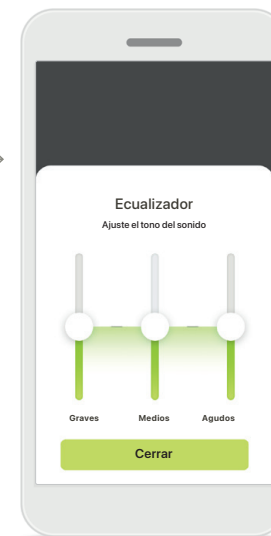 Ecualizador
Ajuste el tono del sonido
Graves Medios Agudos
Cerrar